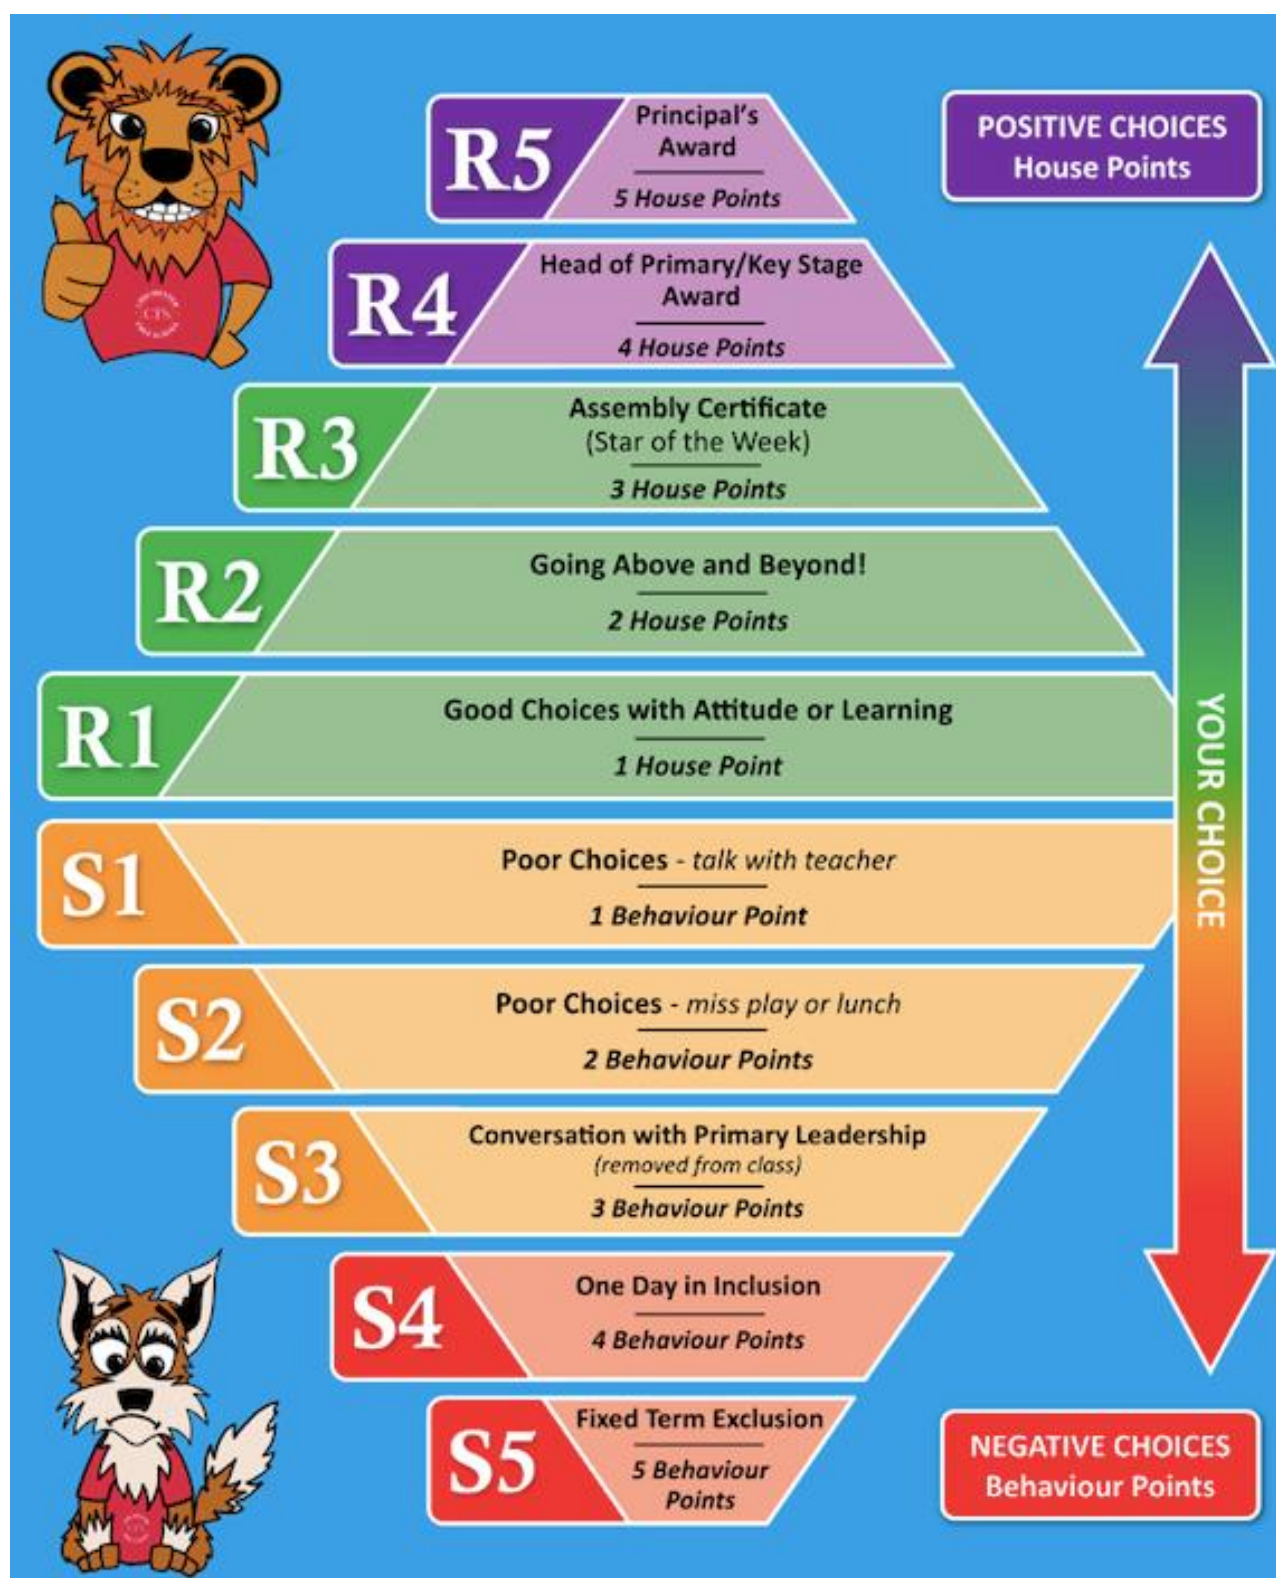 R5
Principal's
Award
5 House Points
POSITIVE CHOICES
House Points
R4
Head of Primary/Key Stage
Award
4 House Points
R3
Assembly Certificate
(Star of the Week)
3 House Points
R2
Going Above and Beyond!
2 House Points
R1
Good Choices with Attitude or Learning
1 House Point
YOUR CHOICE
S1
Poor Choices - talk with teacher
1 Behaviour Point
S2
Poor Choices - miss play or lunch
2 Behaviour Points
S3
Conversation with Primary Leadership
(removed from class)
3 Behaviour Points
S4
One Day in Inclusion
4 Behaviour Points
S5
Fixed Term Exclusion
5 Behaviour
Points
NEGATIVE CHOICES
Behaviour Points